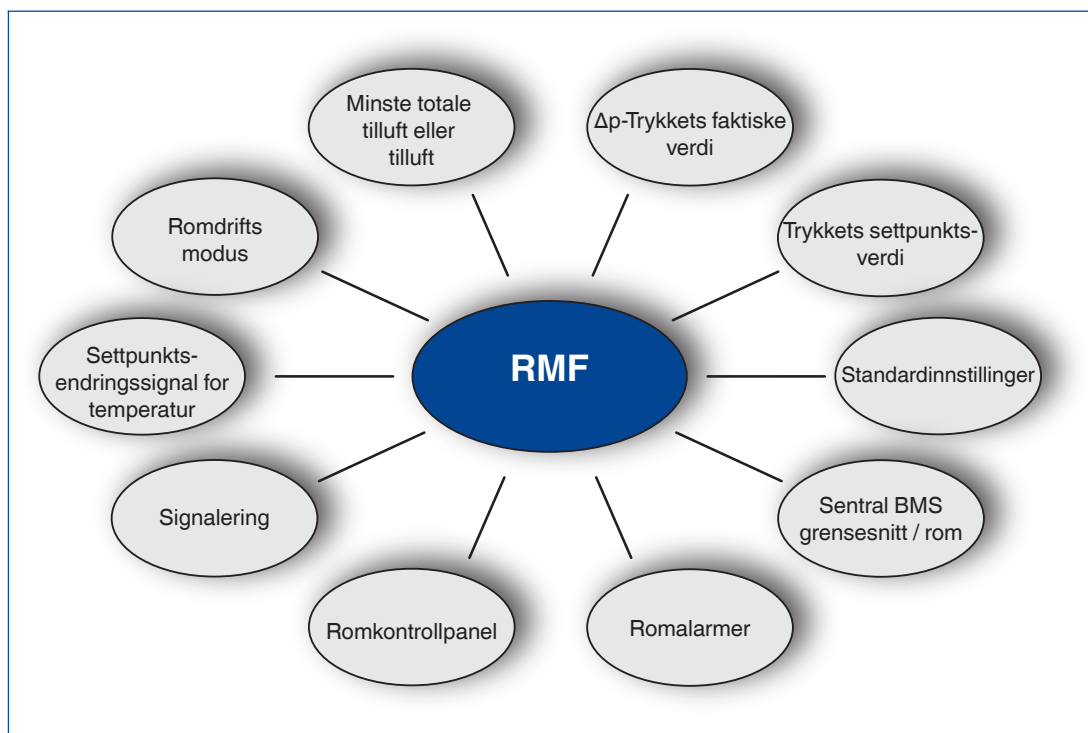 Minste totale
tilluft eller
tilluft
Δp-Trykkets faktiske
verdi
Romdrifts
modus
Trykkets settpunkts-
verdi
Settpunkts-
endringssignal for
temperatur
RMF
Standardinnstillinger
Signalering
Sentral BMS
grensesnitt / rom
Romkontrollpanel
Romalarmer